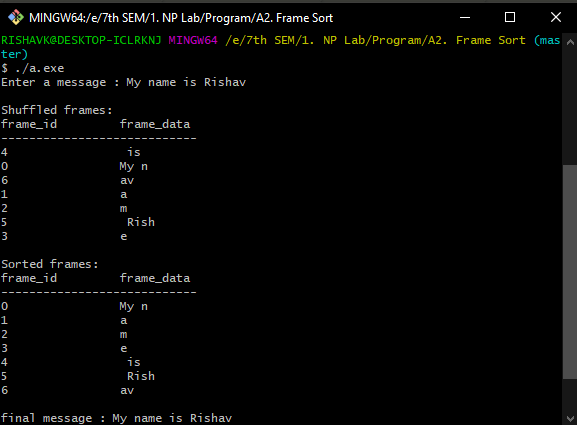 MINGW64:/e/7th SEM/1. NP Lab/Program/A2. Frame Sort
RISHAVK@DESKTOP-ICLRKNJ MINGW64 /e/7th SEM/1. NP Lab/Program/A2. Frame Sort (mas
ter)
$ ./a.exe
Enter a message : My name is Rishav

Shuffled frames:
frame_id         frame_data
----------------------------
4                 is
0                My n
6                av
1                a
2                m
5                 Rish
3                e

Sorted frames:
frame_id         frame_data
----------------------------
0                My n
1                a
2                m
3                e
4                 is
5                 Rish
6                av

final message : My name is Rishav